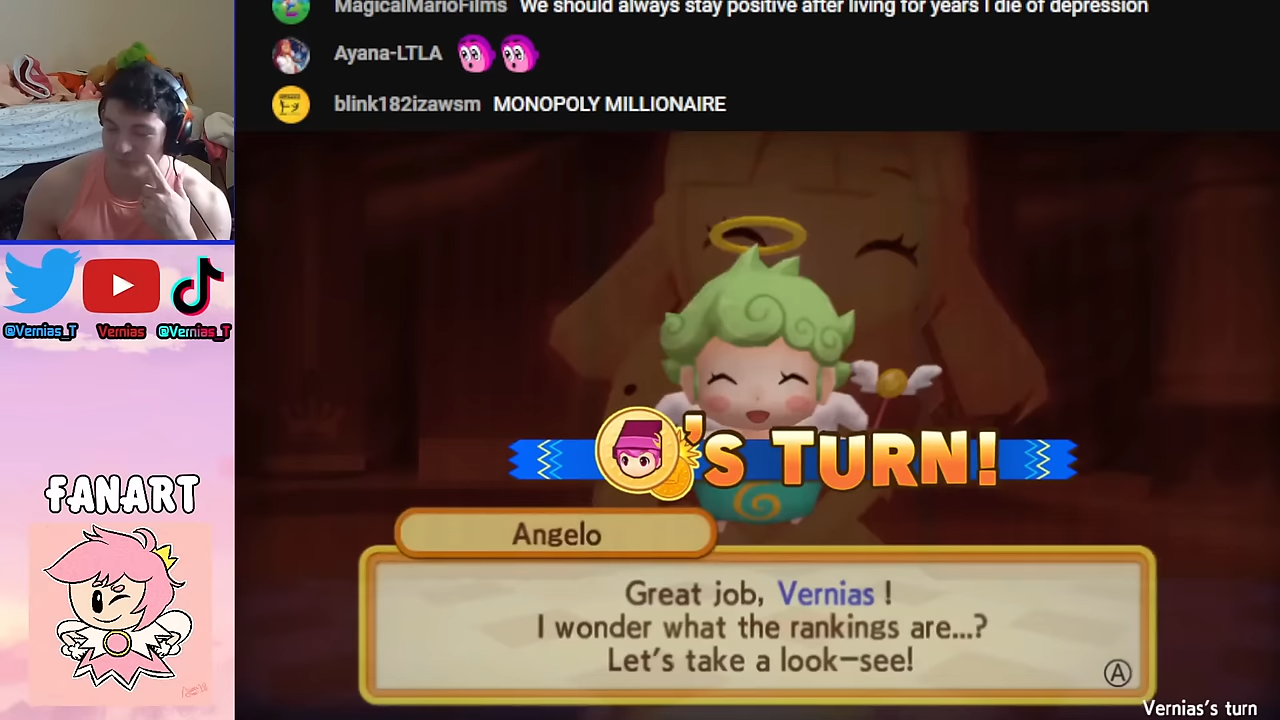 MagicalMarioFilms We should always stay positive after living for years I die of depression
Ayana-LTLA
blink182izawsm MONOPOLY MILLIONAIRE
@Vernias_T Vernias @Vernias_T
FANART
'S TURN!
Angelo
Great job, Vernias !
I wonder what the rankings are...?
Let's take a look-see!
A
Vernias's turn